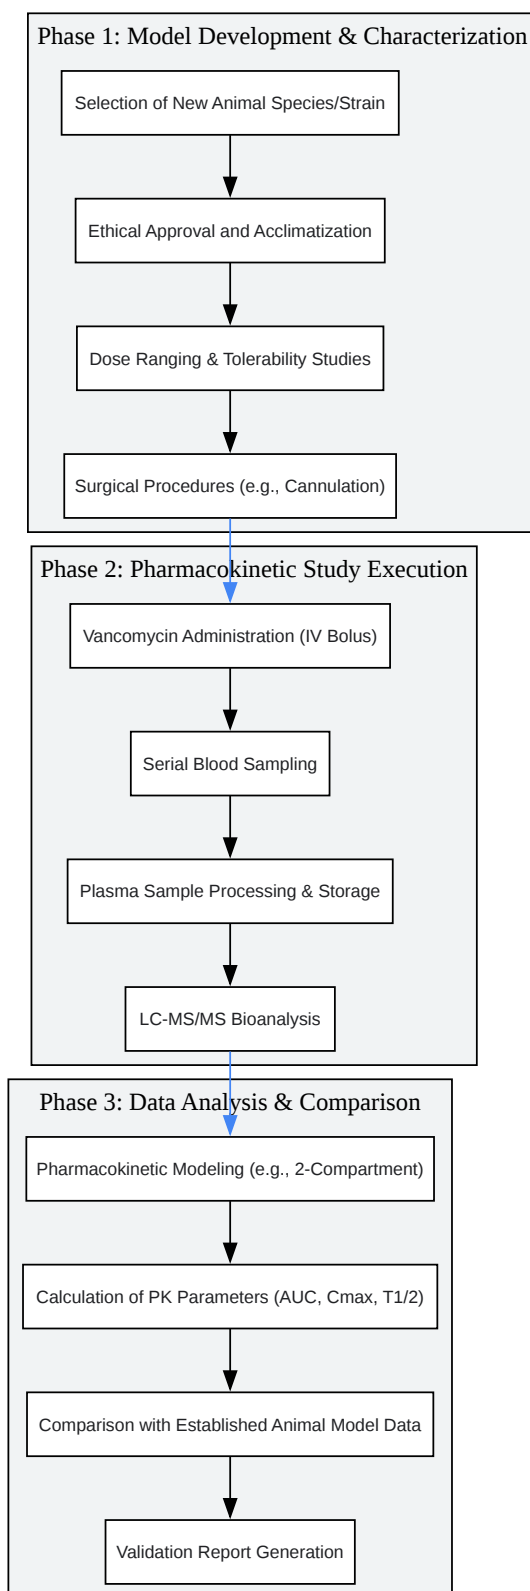 Phase 1: Model Development & Characterization
Selection of New Animal Species/Strain
Ethical Approval and Acclimatization
Dose Ranging & Tolerability Studies
Surgical Procedures (e.g., Cannulation)
Phase 2: Pharmacokinetic Study Execution
Vancomycin Administration (IV Bolus)
Serial Blood Sampling
Plasma Sample Processing & Storage
LC-MS/MS Bioanalysis
Phase 3: Data Analysis & Comparison
Pharmacokinetic Modeling (e.g., 2-Compartment)
Calculation of PK Parameters (AUC, Cmax, T1/2)
Comparison with Established Animal Model Data
Validation Report Generation